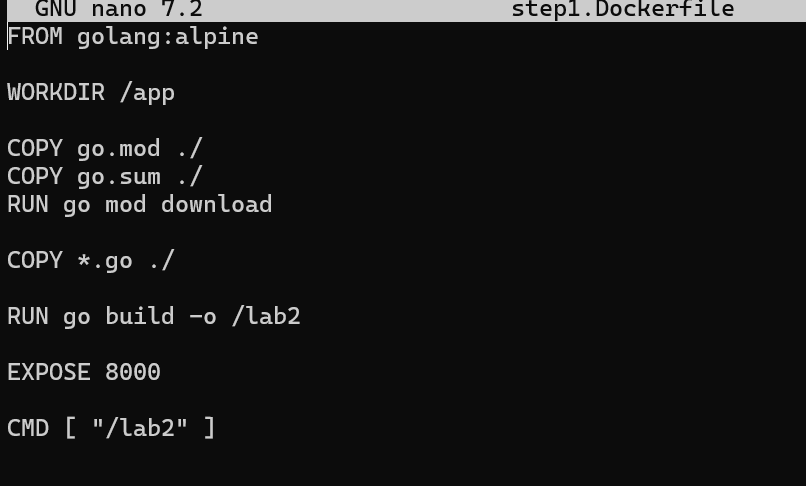 GNU nano 7.2 step1.Dockerfile
FROM golang:alpine
WORKDIR /app
COPY go.mod ./
COPY go.sum ./
RUN go mod download
COPY *.go ./
RUN go build -o /lab2
EXPOSE 8000
CMD [ "/lab2" ]